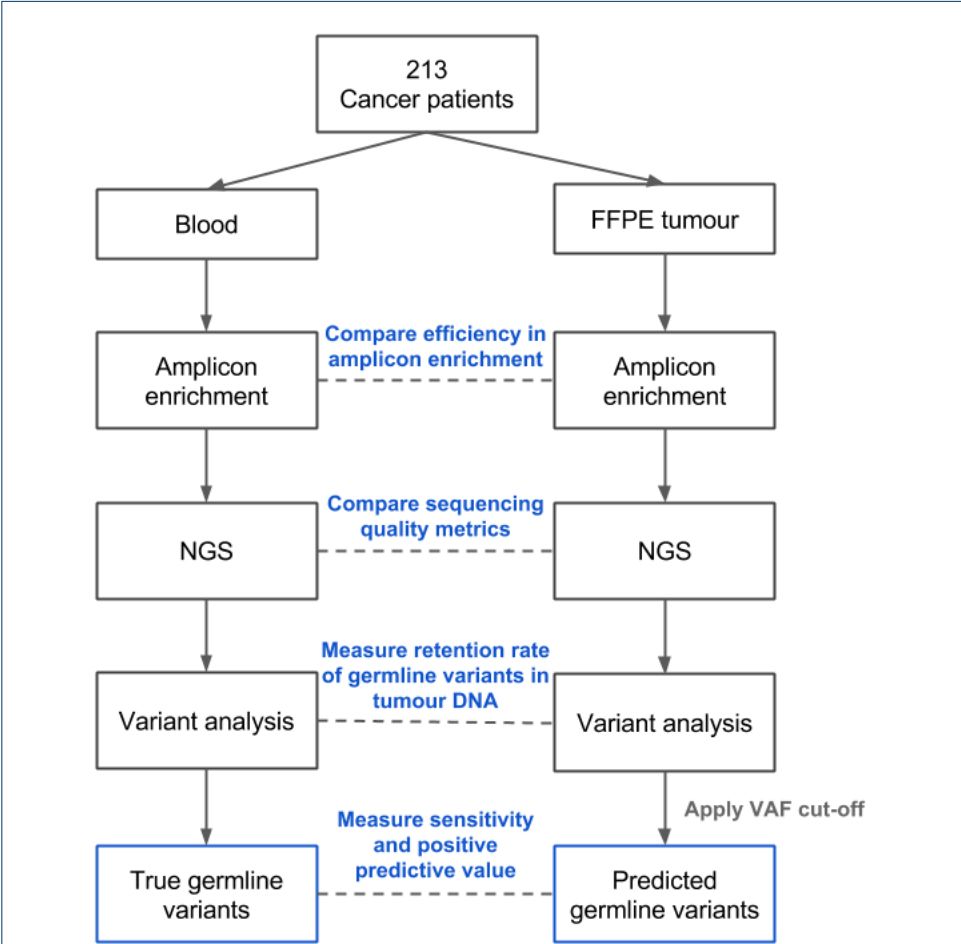 213
Cancer patients
Blood
FFPE tumour
Compare efficiency in
amplicon enrichment
Amplicon
enrichment
Amplicon
enrichment
Compare sequencing
quality metrics
NGS
NGS
Measure retention rate
of germline variants in
tumour DNA
Variant analysis
Variant analysis
Apply VAF cut-off
Measure sensitivity
and positive
predictive value
True germline
variants
Predicted
germline variants